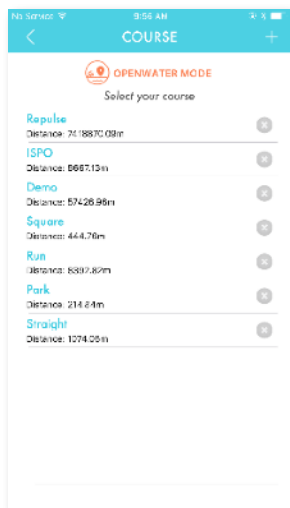 No Service 9:56 AM
COURSE
OPENWATER MODE
Select your course
Repulse
Distance: 7418870.09m
ISPO
Distance: 8667.13m
Demo
Distance: 57426.96m
Square
Distance: 444.76m
Run
Distance: 8392.82m
Park
Distance: 214.84m
Straight
Distance: 1074.06m